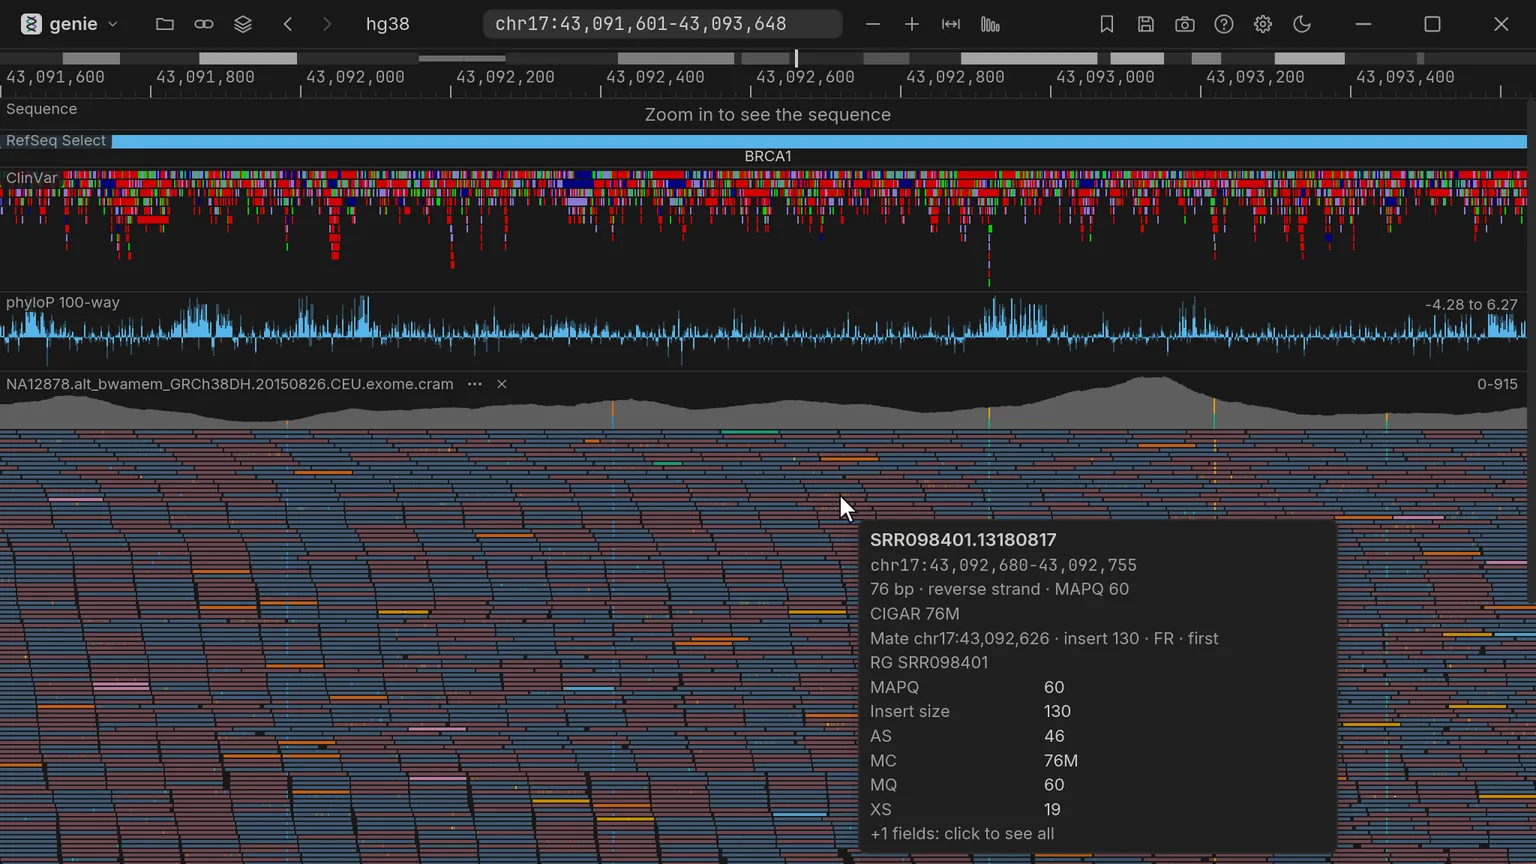 genie
hg38
chr17:43,091,601-43,093,648
43,091,600 43,091,800 43,092,000 43,092,200 43,092,400 43,092,600 43,092,800 43,093,000 43,093,200 43,093,400
Sequence
Zoom in to see the sequence
RefSeq Select
BRCA1
ClinVar
phyloP 100-way
-4.28 to 6.27
NA12878.alt_bwamem_GRCh38DH.20150826.CEU.exome.cram
0-915
SRR098401.13180817
chr17:43,092,680-43,092,755
76 bp · reverse strand · MAPQ 60
CIGAR 76M
Mate chr17:43,092,626 · insert 130 · FR · first
RG SRR098401
MAPQ 60
Insert size 130
AS 46
MC 76M
MQ 60
XS 19
+1 fields: click to see all